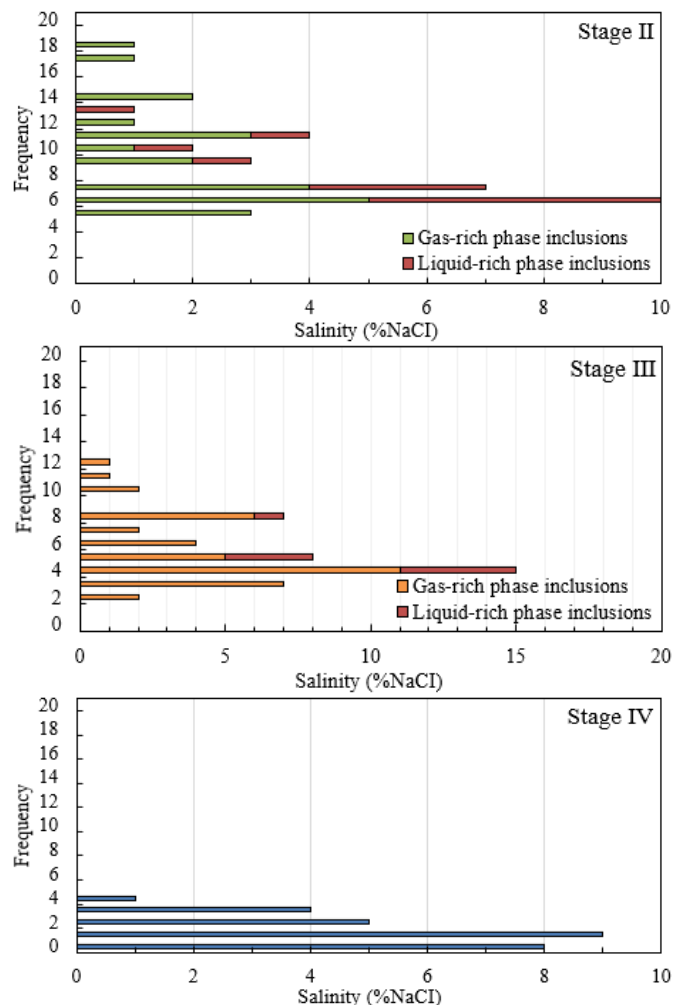 20
18
16
14
12
10
8
6
4
2
0
Frequency
Stage II
Gas-rich phase inclusions
Liquid-rich phase inclusions
0 2 4 6 8 10
Salinity (%NaCI)
20
18
16
14
12
10
8
6
4
2
0
Frequency
Stage III
Gas-rich phase inclusions
Liquid-rich phase inclusions
0 5 10 15 20
Salinity (%NaCI)
20
18
16
14
12
10
8
6
4
2
0
Frequency
Stage IV
0 2 4 6 8 10
Salinity (%NaCI)